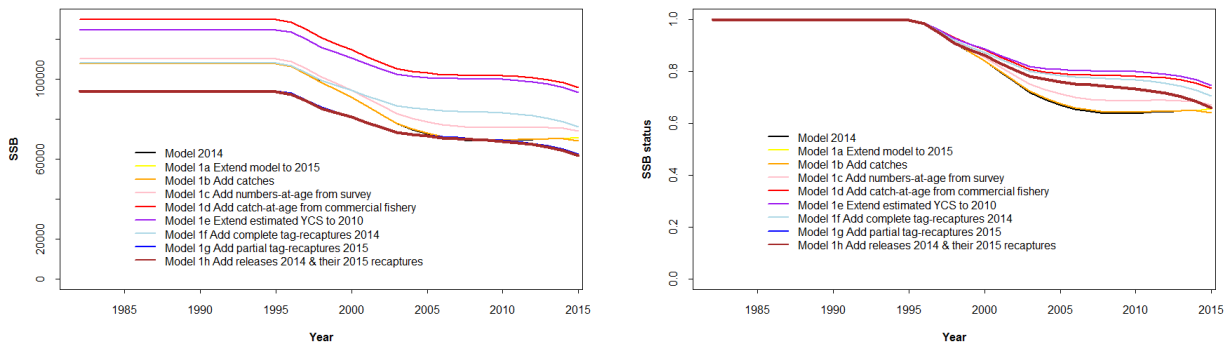 SSB
0
20000
60000
100000
Model 2014
Model 1a Extend model to 2015
Model 1b Add catches
Model 1c Add numbers-at-age from survey
Model 1d Add catch-at-age from commercial fishery
Model 1e Extend estimated YCS to 2010
Model 1f Add complete tag-recaptures 2014
Model 1g Add partial tag-recaptures 2015
Model 1h Add releases 2014 & their 2015 recaptures
1985 1990 1995 2000 2005 2010 2015
Year
SSB status
0.0
0.2
0.4
0.6
0.8
1.0
Model 2014
Model 1a Extend model to 2015
Model 1b Add catches
Model 1c Add numbers-at-age from survey
Model 1d Add catch-at-age from commercial fishery
Model 1e Extend estimated YCS to 2010
Model 1f Add complete tag-recaptures 2014
Model 1g Add partial tag-recaptures 2015
Model 1h Add releases 2014 & their 2015 recaptures
1985 1990 1995 2000 2005 2010 2015
Year